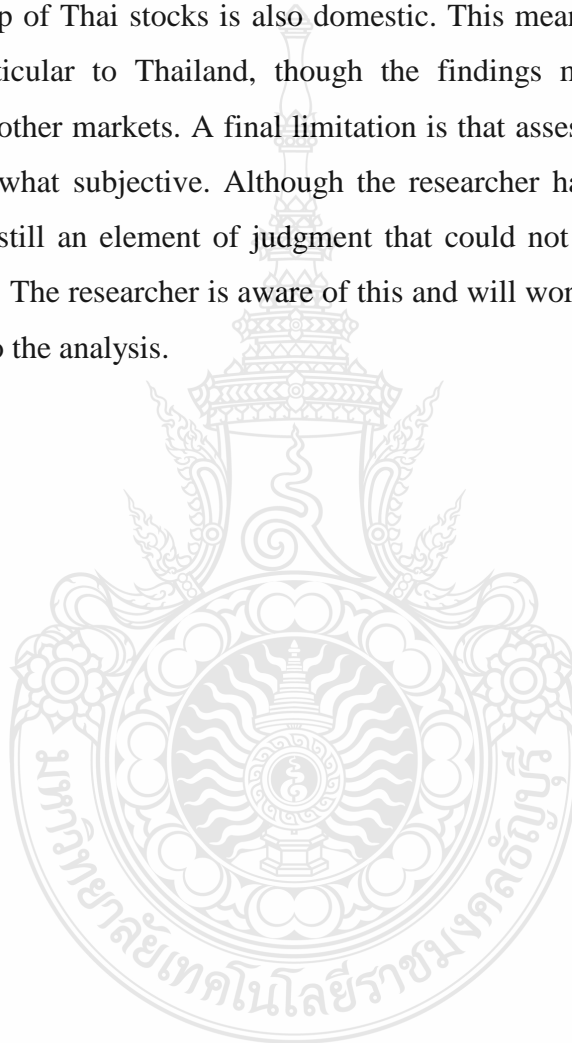 p of Thai stocks is also domestic. This mean
ticular to Thailand, though the findings m
other markets. A final limitation is that asses
what subjective. Although the researcher ha
still an element of judgment that could not
The researcher is aware of this and will wor
o the analysis.
มหาวิทยาลัยเทคโนโลยีราชมงคลธัญบุรี